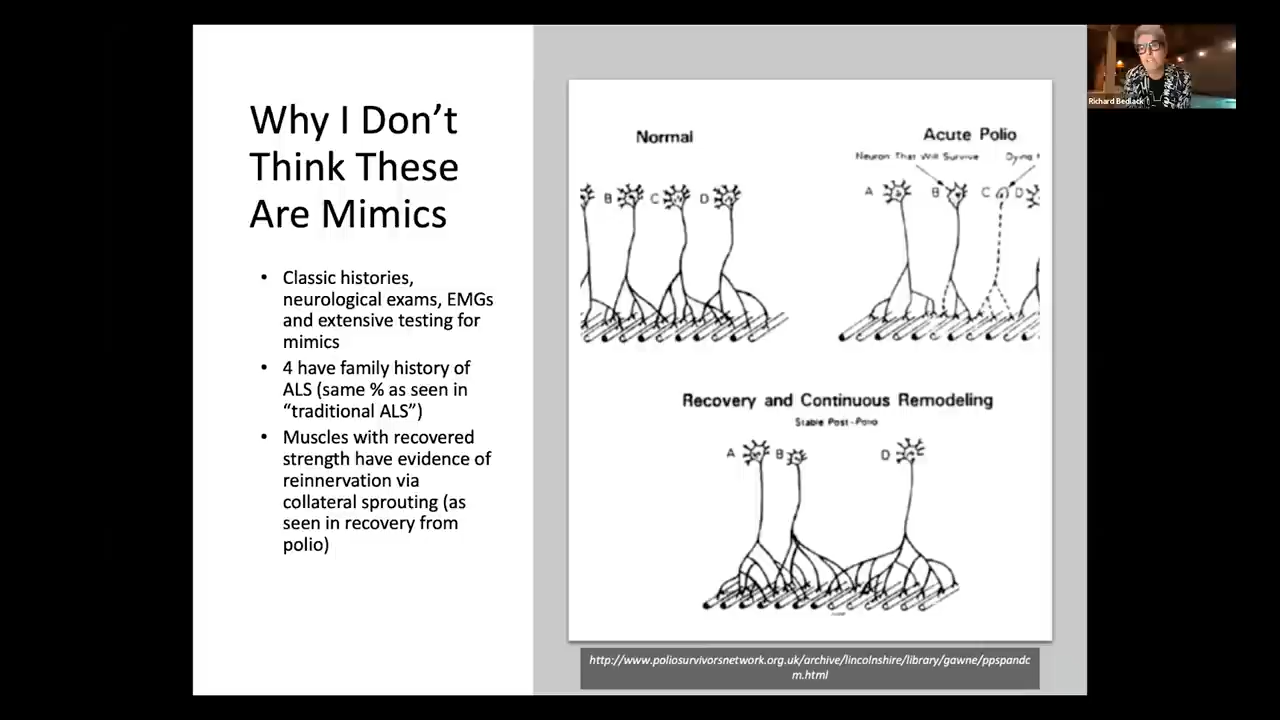 Why I Don’t
Think These
Are Mimics
• Classic histories,
neurological exams, EMGs
and extensive testing for
mimics
• 4 have family history of
ALS (same % as seen in
“traditional ALS”)
• Muscles with recovered
strength have evidence of
reinnervation via
collateral sprouting (as
seen in recovery from
polio)
Normal
B C D
Acute Polio
Neuron That Will Survive
A B C D
Recovery and Continuous Remodeling
Stable Post-Polio
A B D
http://www.poliosurvivorsnetwork.org.uk/archive/lincolnshire/library/gawne/ppspandc
m.html
Richard Bedlack